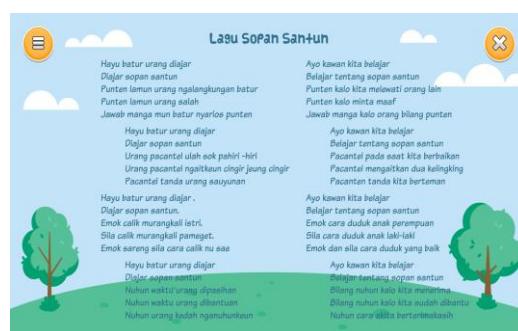 Lagu Sopan Santun
Hayu batur urang diajar
Diajar sopan santun
Punten lamun urang ngalangkungan batur
Punten lamun urang salah
Jawab manga mun batur nyarios punten
Hayu batur urang diajar
Diajar sopan santun
Urang pacantel ulah sok pahiri -hiri
Urang pacantel ngaitkeun cingir jeung cingir
Pacantel tanda urang sauyunan
Hayu batur urang diajar .
Diajar sopan santun.
Emok calik murangkali istri.
Sila calik murangkali pameget.
Emok sareng sila cara calik nu sae
Hayu batur urang diajar
Diajar sopan santun
Nuhun waktu urang dipasihan
Nuhun waktu urang dibantuan
Nuhun urang kedah nganuhunkeun
Ayo kawan kita belajar
Belajar tentang sopan santun
Punten kalo kita melewati orang lain
Punten kalo minta maaf
Jawab manga kalo orang bilang punten
Ayo kawan kita belajar
Belajar tentang sopan santun
Pacantel pada saat kita berbaikan
Pacantel mengaitkan dua kelingking
Pacanten tanda kita berteman
Ayo kawan kita belajar
Belajar tentang sopan santun
Emok cara duduk anak perempuan
Sila cara duduk anak laki-laki
Emok dan sila cara duduk yang baik
Ayo kawan kita belajar
Belajar tentang sopan santun
Bilang nuhun kalo kita menerima
Bilang nuhun kalo kita sudah dibantu
Nuhun cara kita berterimakasih